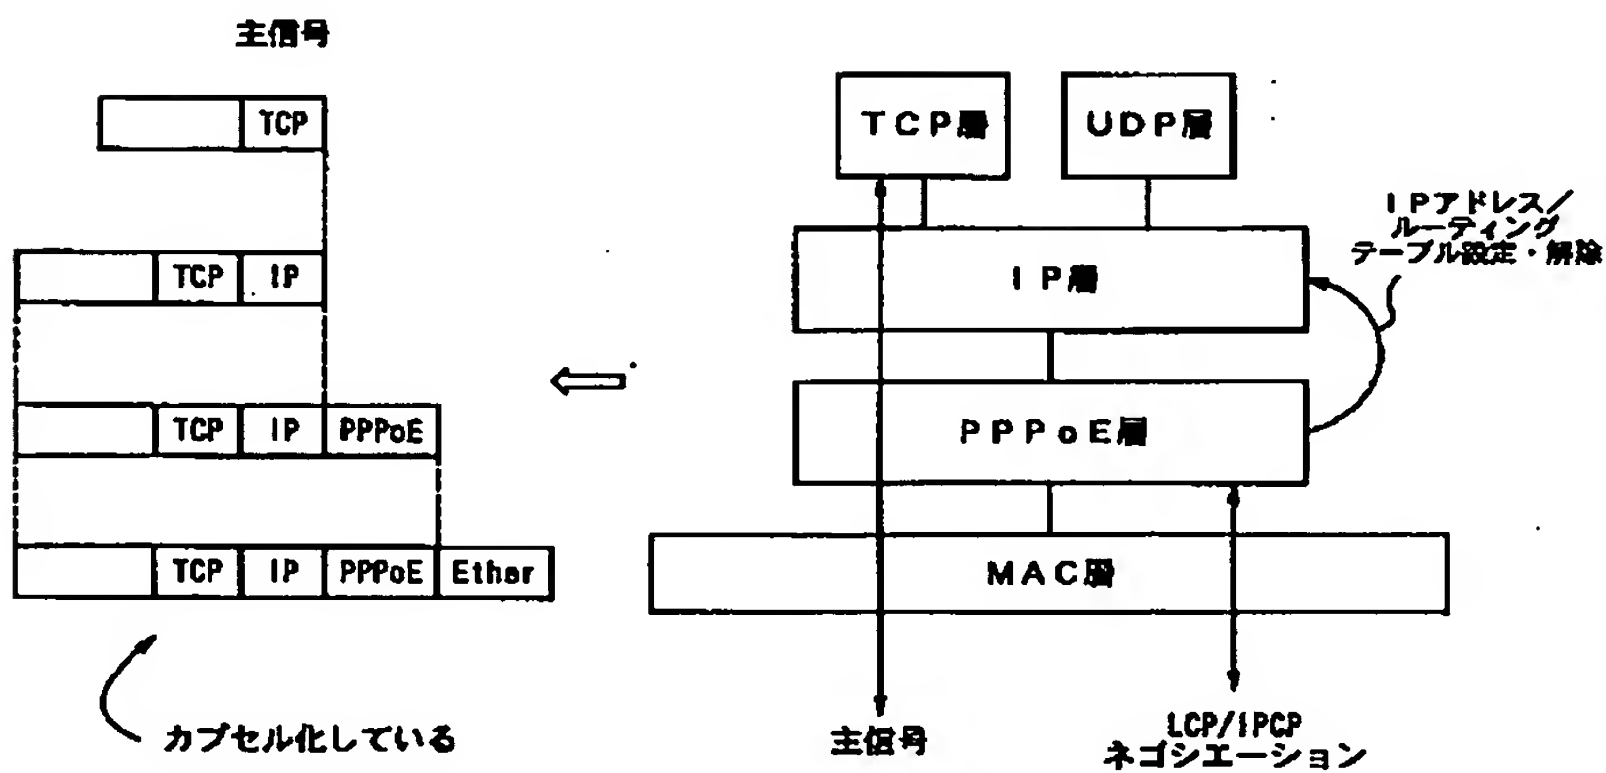 主信号
TCP
TCP IP
TCP IP PPPoE
TCP IP PPPoE Ether
カプセル化している
TCP層
UDP層
IPアドレス/
ルーティング
テーブル設定・解除
IP層
PPPoE層
MAC層
主信号
LCP/IPCP
ネゴシエーション